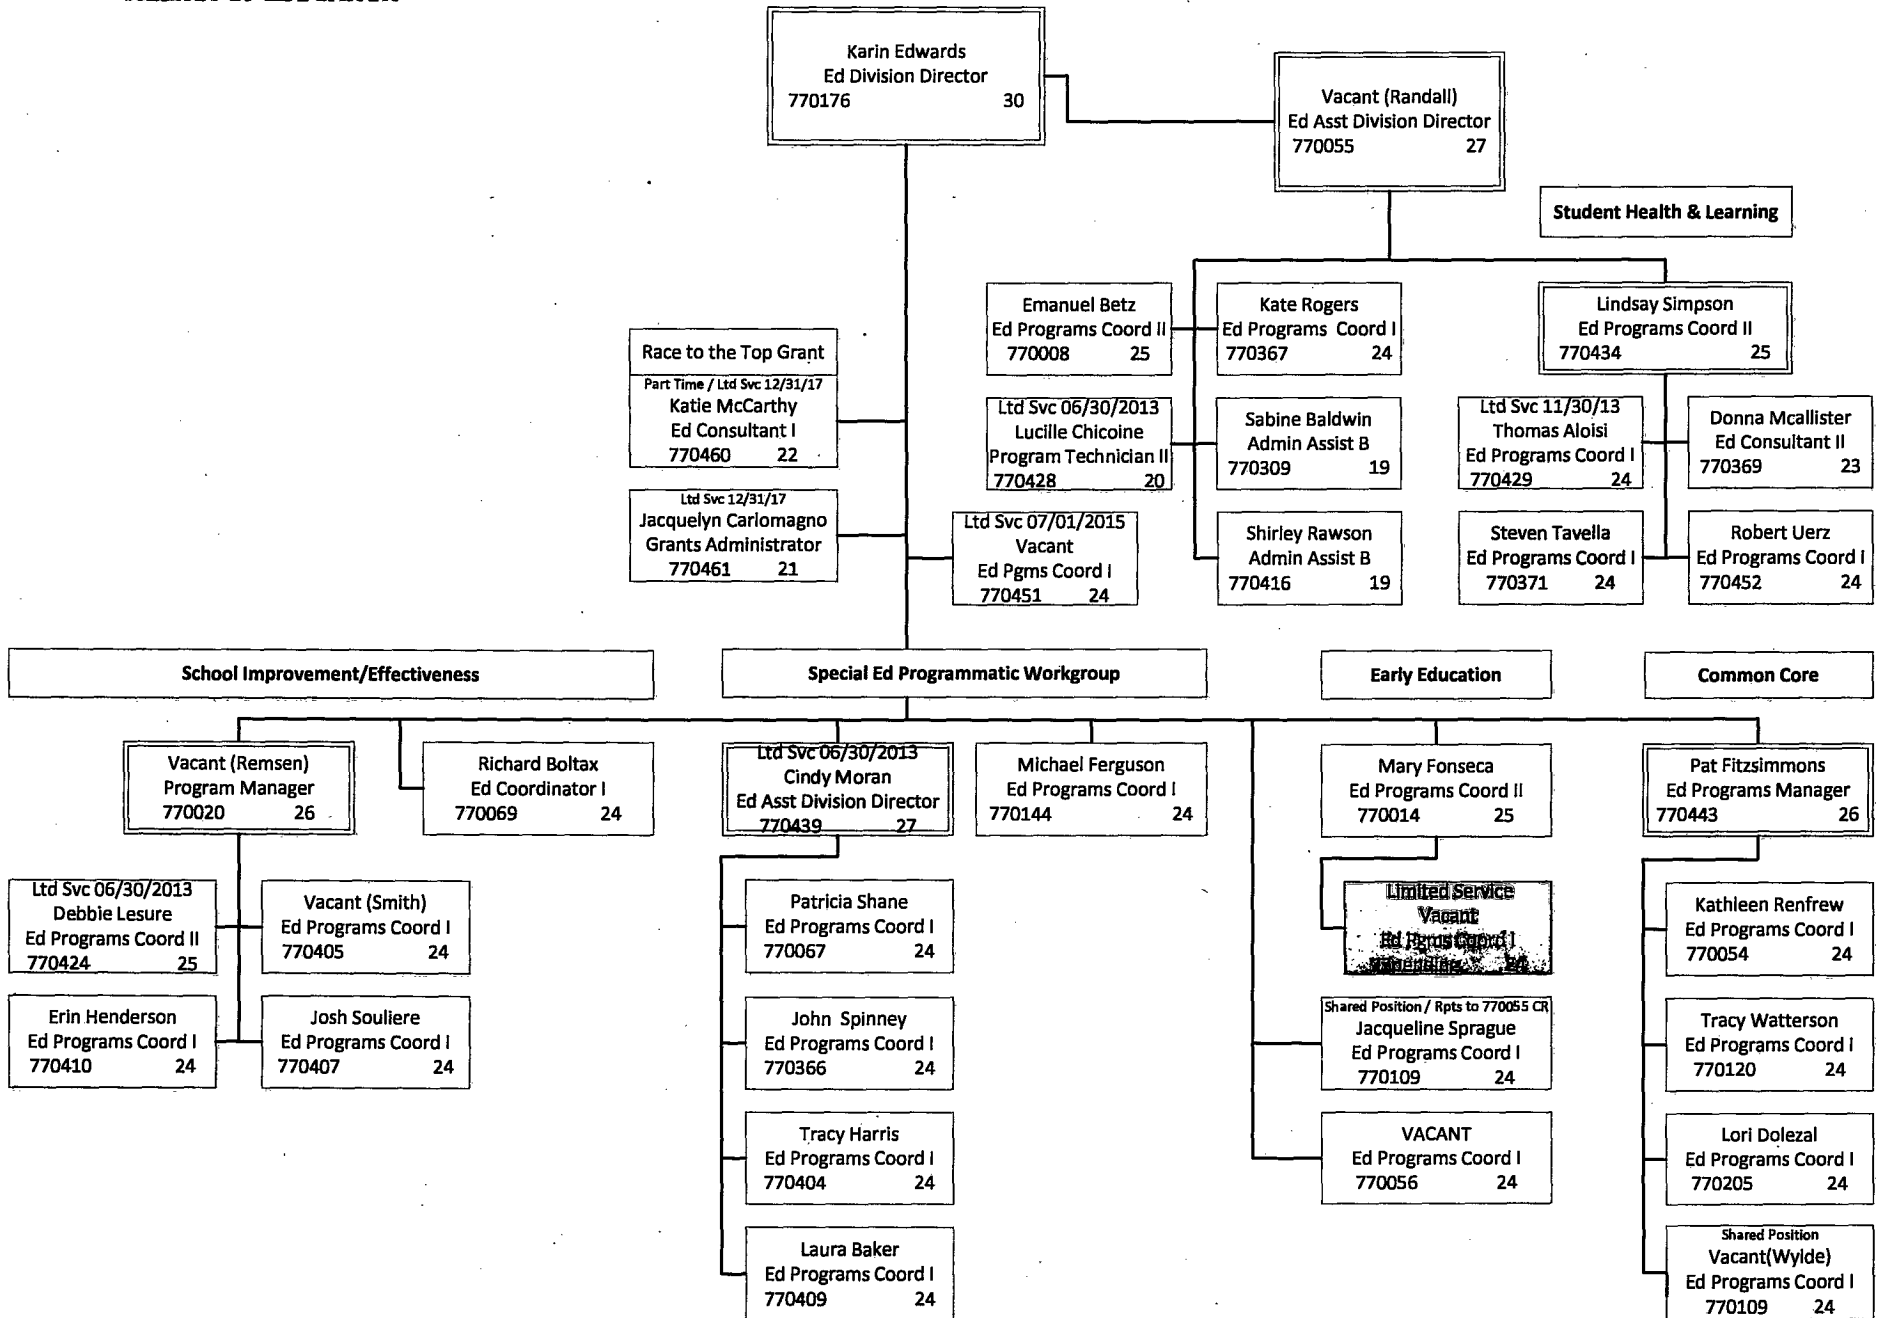 Karin Edwards
Ed Division Director
770176 30
Vacant (Randall)
Ed Asst Division Director
770055 27
Student Health & Learning
Emanuel Betz
Ed Programs Coord II
770008 25
Kate Rogers
Ed Programs Coord I
770367 24
Lindsay Simpson
Ed Programs Coord II
770434 25
Race to the Top Grant
Part Time / Ltd Svc 12/31/17
Katie McCarthy
Ed Consultant I
770460 22
Ltd Svc 06/30/2013
Lucille Chicoine
Program Technician II
770428 20
Sabine Baldwin
Admin Assist B
770309 19
Ltd Svc 11/30/13
Thomas Aloisi
Ed Programs Coord I
770429 24
Donna Mcallister
Ed Consultant II
770369 23
Ltd Svc 12/31/17
Jacquelyn Carlomagno
Grants Administrator
770461 21
Ltd Svc 07/01/2015
Vacant
Ed Pgms Coord I
770451 24
Shirley Rawson
Admin Assist B
770416 19
Steven Tavella
Ed Programs Coord I
770371 24
Robert Uerz
Ed Programs Coord I
770452 24
School Improvement/Effectiveness
Special Ed Programmatic Workgroup
Early Education
Common Core
Vacant (Remsen)
Program Manager
770020 26
Richard Boltax
Ed Coordinator I
770069 24
Ltd Svc 06/30/2013
Cindy Moran
Ed Asst Division Director
770439 27
Michael Ferguson
Ed Programs Coord I
770144 24
Mary Fonseca
Ed Programs Coord II
770014 25
Pat Fitzsimmons
Ed Programs Manager
770443 26
Ltd Svc 06/30/2013
Debbie Lesure
Ed Programs Coord II
770424 25
Vacant (Smith)
Ed Programs Coord I
770405 24
Patricia Shane
Ed Programs Coord I
770067 24
Limited Service
Vacant
Ed Pgms Coord I
24
Kathleen Renfrew
Ed Programs Coord I
770054 24
Erin Henderson
Ed Programs Coord I
770410 24
Josh Souliere
Ed Programs Coord I
770407 24
John Spinney
Ed Programs Coord I
770366 24
Shared Position / Rpts to 770055 CR
Jacqueline Sprague
Ed Programs Coord I
770109 24
Tracy Watterson
Ed Programs Coord I
770120 24
Tracy Harris
Ed Programs Coord I
770404 24
VACANT
Ed Programs Coord I
770056 24
Lori Dolezal
Ed Programs Coord I
770205 24
Laura Baker
Ed Programs Coord I
770409 24
Shared Position
Vacant(Wylde)
Ed Programs Coord I
770109 24